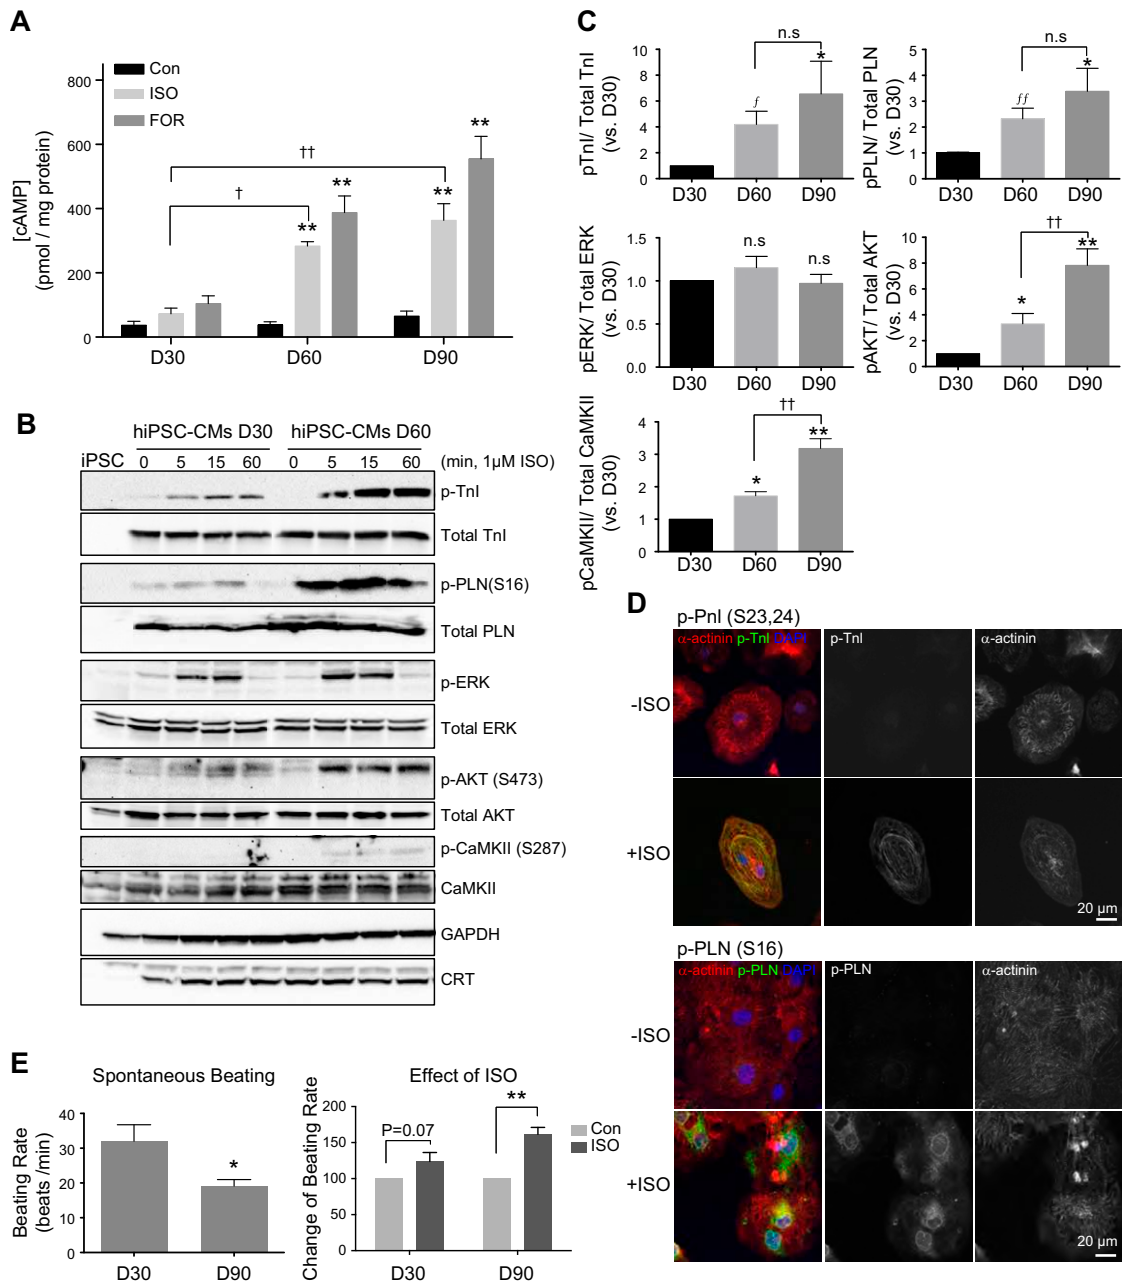 A
[cAMP]
(pmol / mg protein)
800
600
400
200
0
Con
ISO
FOR
†
††
**
**
**
**
D30
D60
D90
B
hiPSC-CMs D30
hiPSC-CMs D60
iPSC
0 5 15 60 0 5 15 60 (min, 1µM ISO)
p-TnI
Total TnI
p-PLN(S16)
Total PLN
p-ERK
Total ERK
p-AKT (S473)
Total AKT
p-CaMKII (S287)
CaMKII
GAPDH
CRT
C
pTnI/ Total TnI
(vs. D30)
10
8
6
4
2
0
n.s
ƒ
*
D30 D60 D90
pPLN/ Total PLN
(vs. D30)
5
4
3
2
1
0
n.s
ƒƒ
*
D30 D60 D90
pERK/ Total ERK
(vs. D30)
1.5
1.0
0.5
0.0
n.s
n.s
D30 D60 D90
pAKT/ Total AKT
(vs. D30)
10
8
6
4
2
0
††
*
**
D30 D60 D90
pCaMKII/ Total CaMKII
(vs. D30)
4
3
2
1
0
††
*
**
D30 D60 D90
D
p-Pnl (S23,24)
α-actinin p-TnI DAPI
p-TnI
α-actinin
-ISO
+ISO
20 µm
p-PLN (S16)
α-actinin p-PLN DAPI
p-PLN
α-actinin
-ISO
+ISO
20 µm
E
Spontaneous Beating
Beating Rate
(beats /min)
40
30
20
10
0
*
D30 D90
Effect of ISO
Change of Beating Rate
200
150
100
50
0
P=0.07
**
Con
ISO
D30 D90